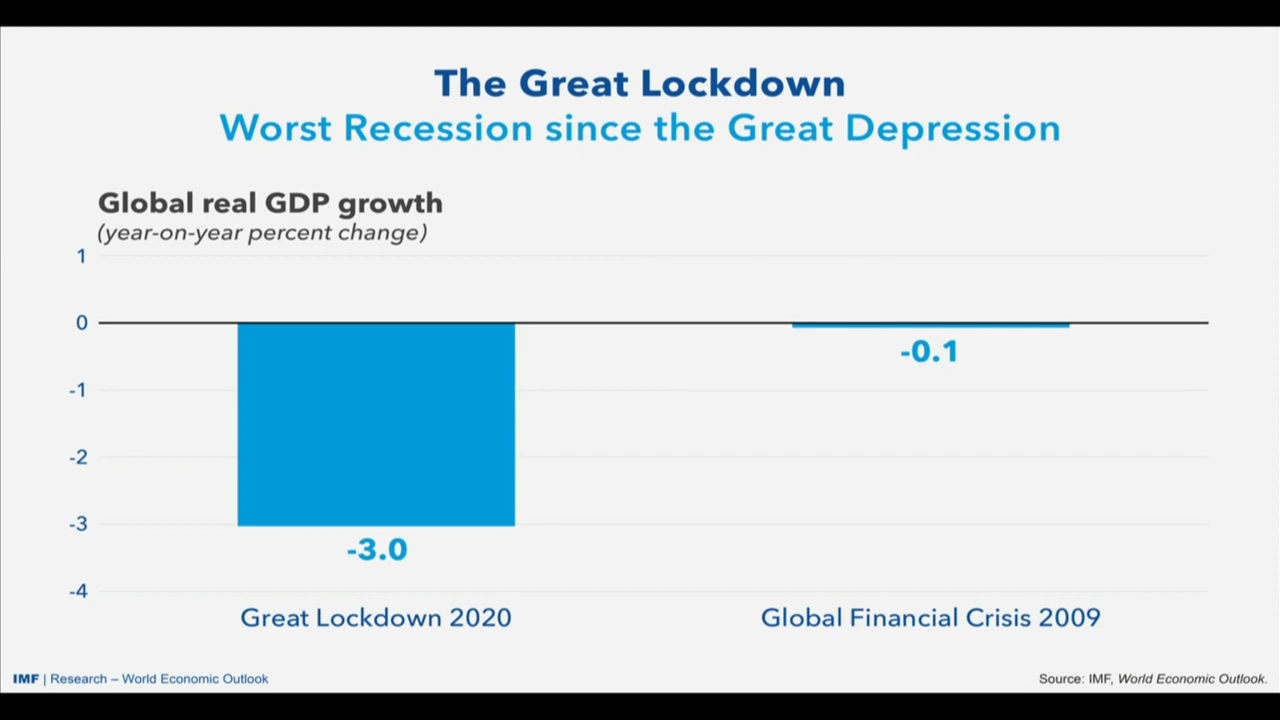 The Great Lockdown
Worst Recession since the Great Depression
Global real GDP growth
(year-on-year percent change)
1
0
-0.1
-1
-2
-3
-3.0
-4
Great Lockdown 2020 Global Financial Crisis 2009
IMF | Research – World Economic Outlook Source: IMF, World Economic Outlook.